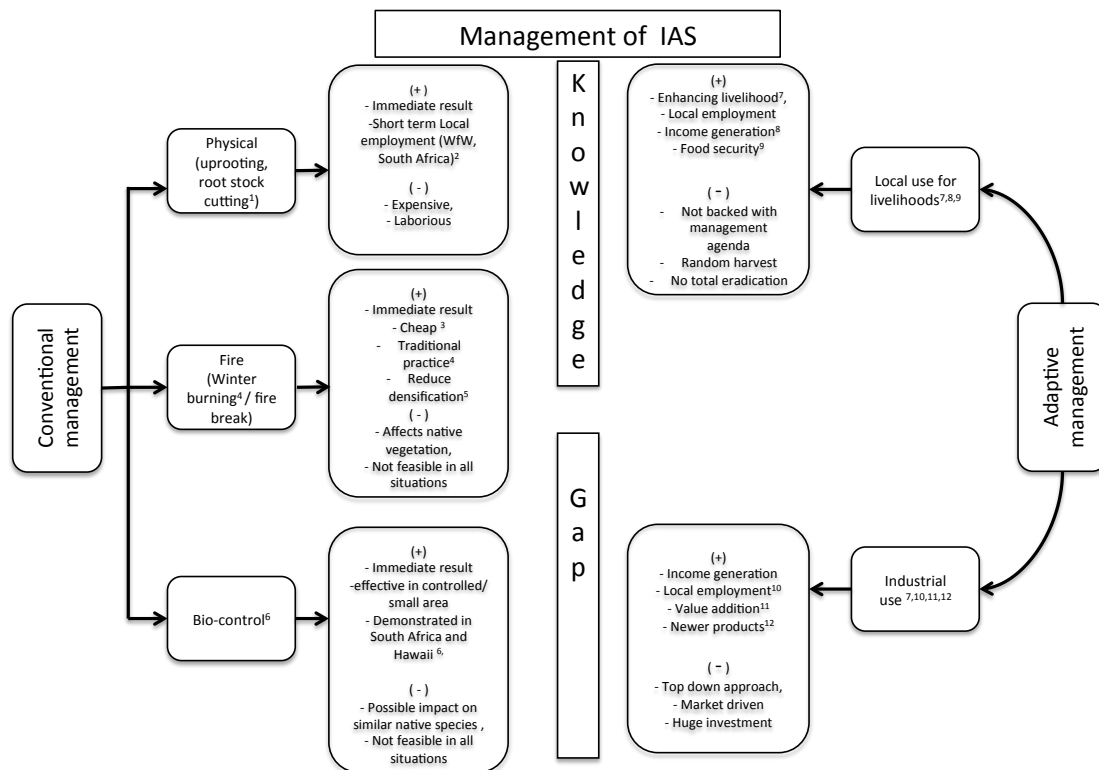 Management of IAS
Conventional
management
Physical
(uprooting,
root stock
cutting¹)
(+)
- Immediate result
-Short term Local
employment (WfW,
South Africa)²
(-)
- Expensive,
- Laborious
Fire
(Winter
burning⁴ / fire
break)
(+)
- Immediate result
- Cheap ³
- Traditional
practice⁴
- Reduce
densification⁵
(-)
- Affects native
vegetation,
- Not feasible in all
situations
Bio-control⁶
(+)
- Immediate result
-effective in controlled/
small area
- Demonstrated in
South Africa and
Hawaii ⁶,
(-)
- Possible impact on
similar native species ,
- Not feasible in all
situations
Knowledge
Gap
(+)
- Enhancing livelihood⁷,
- Local employment
- Income generation⁸
- Food security⁹
(-)
- Not backed with
management
agenda
- Random harvest
- No total eradication
Local use for
livelihoods⁷,⁸,⁹
(+)
- Income generation
- Local employment¹⁰
- Value addition¹¹
- Newer products¹²
(-)
- Top down approach,
- Market driven
- Huge investment
Industrial
use ⁷,¹⁰,¹¹,¹²
Adaptive
management